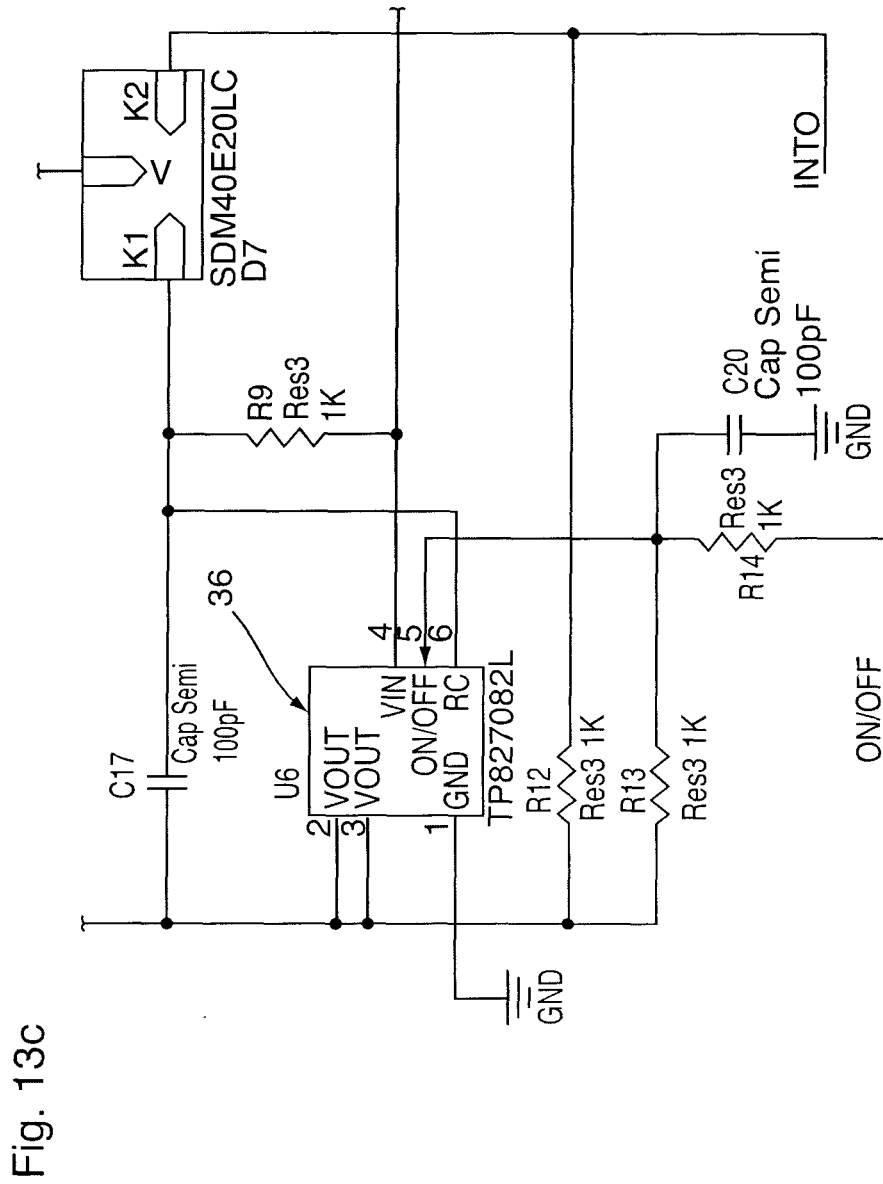 Fig. 13c
K1
V
K2
SDM40E20LC
D7
C17
Cap Semi
100pF
R9
Res3
1K
36
U6
2
VOUT
3
VOUT
1
GND
VIN
4
ON/OFF
5
RC
6
TP827082L
GND
R12
Res3 1K
R13
Res3 1K
R14
Res3
1K
C20
Cap Semi
100pF
GND
INTO
ON/OFF